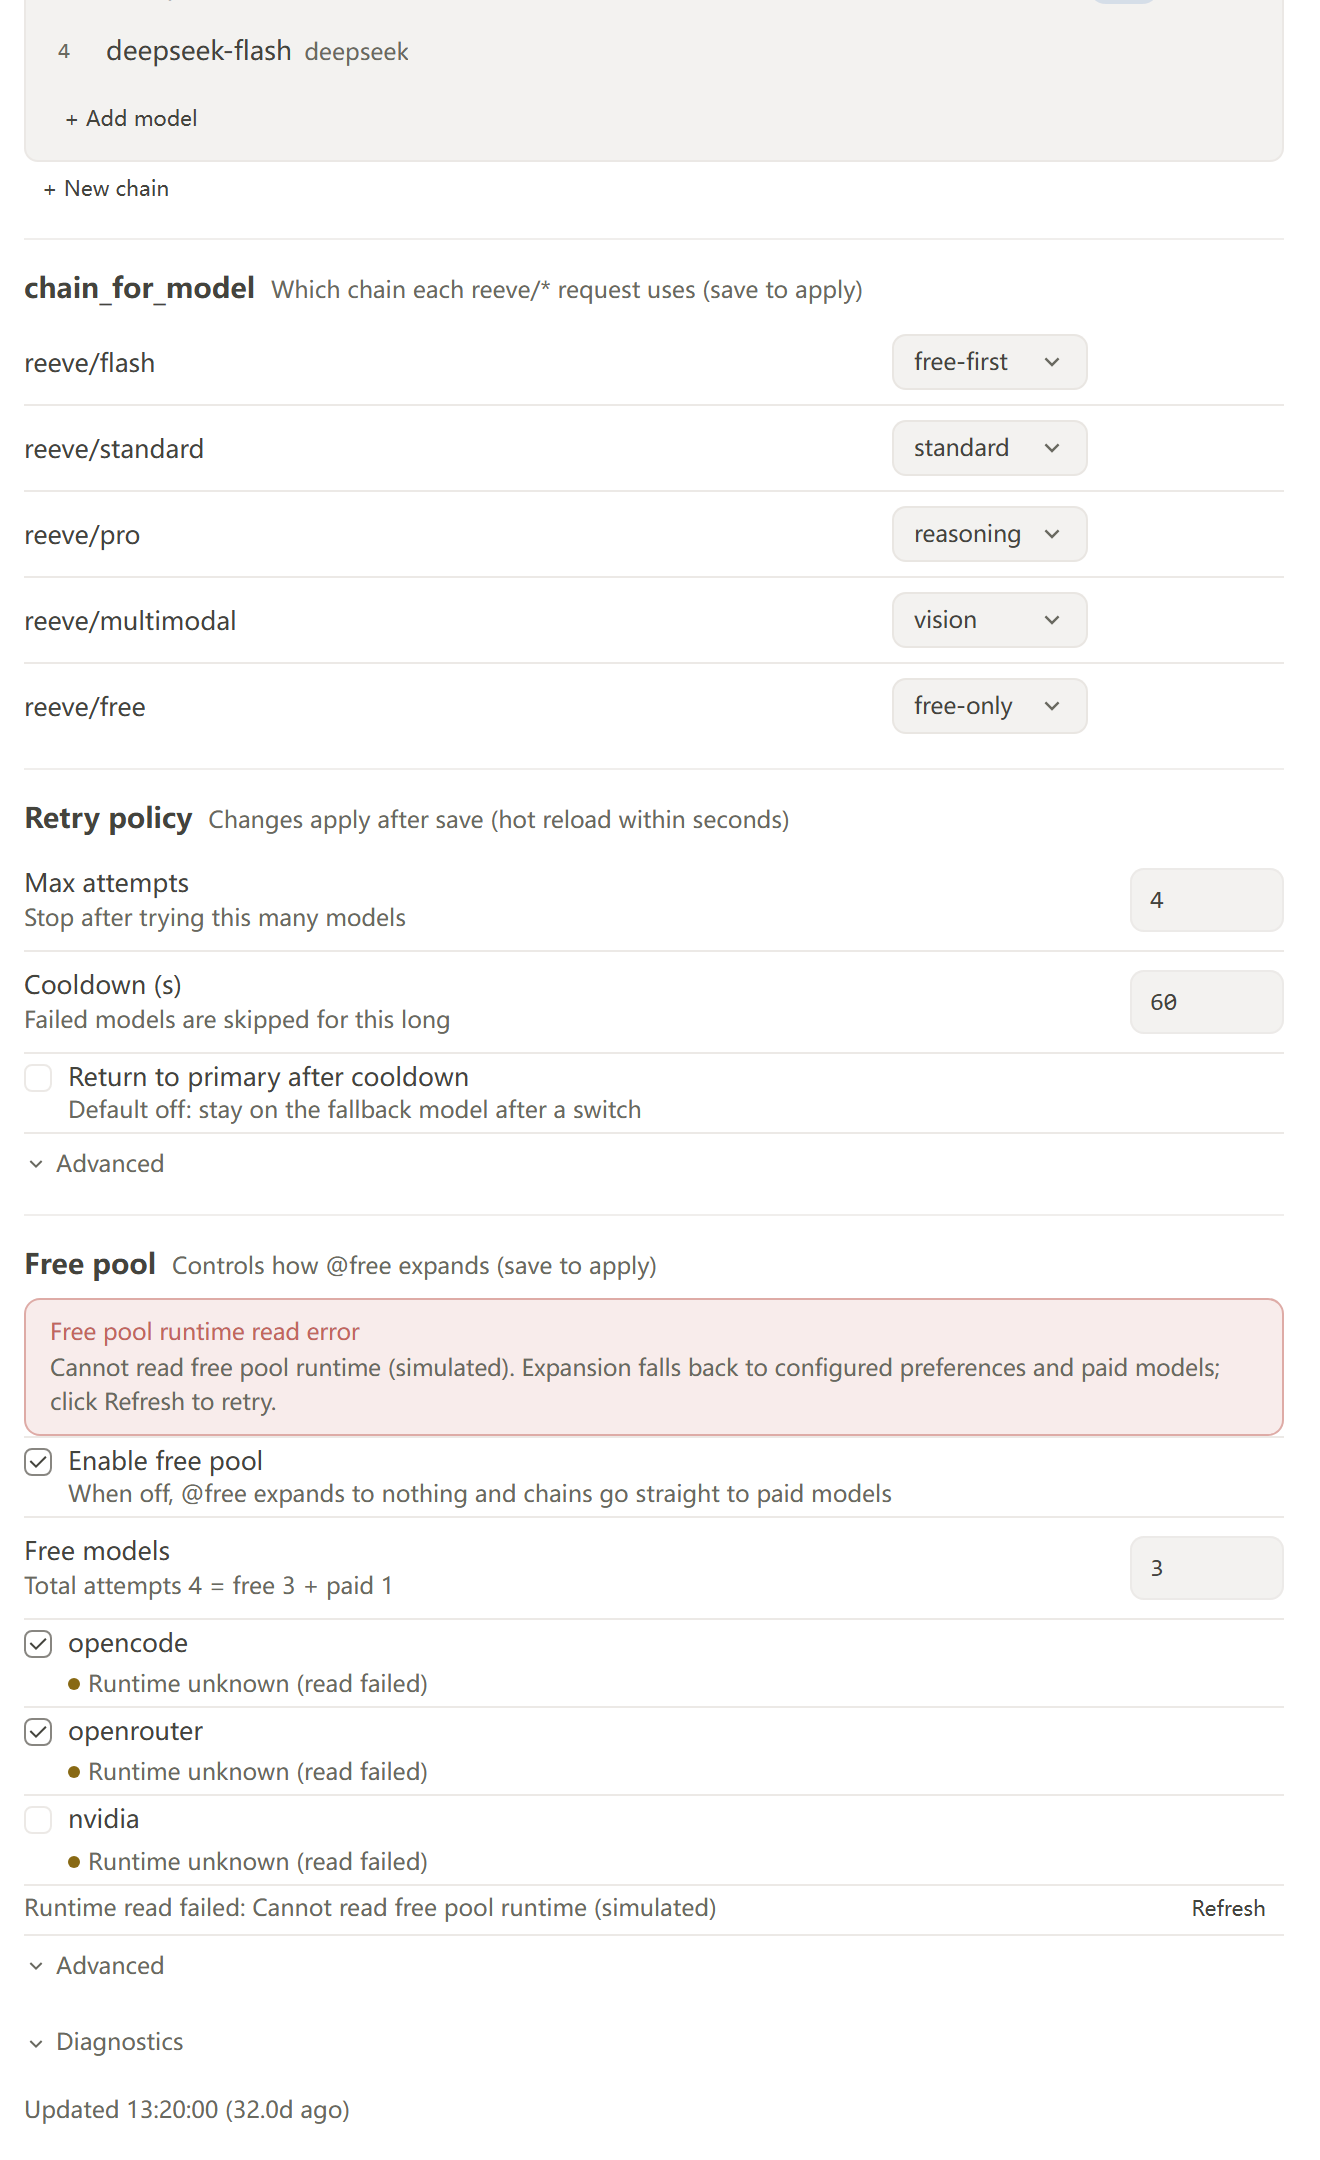 4 deepseek-flash deepseek
+ Add model
+ New chain
chain_for_model Which chain each reeve/* request uses (save to apply)
reeve/flash free-first
reeve/standard standard
reeve/pro reasoning
reeve/multimodal vision
reeve/free free-only
Retry policy Changes apply after save (hot reload within seconds)
Max attempts
Stop after trying this many models
4
Cooldown (s)
Failed models are skipped for this long
60
Return to primary after cooldown
Default off: stay on the fallback model after a switch
Advanced
Free pool Controls how @free expands (save to apply)
Free pool runtime read error
Cannot read free pool runtime (simulated). Expansion falls back to configured preferences and paid models;
click Refresh to retry.
Enable free pool
When off, @free expands to nothing and chains go straight to paid models
Free models
Total attempts 4 = free 3 + paid 1
3
opencode
Runtime unknown (read failed)
openrouter
Runtime unknown (read failed)
nvidia
Runtime unknown (read failed)
Runtime read failed: Cannot read free pool runtime (simulated) Refresh
Advanced
Diagnostics
Updated 13:20:00 (32.0d ago)